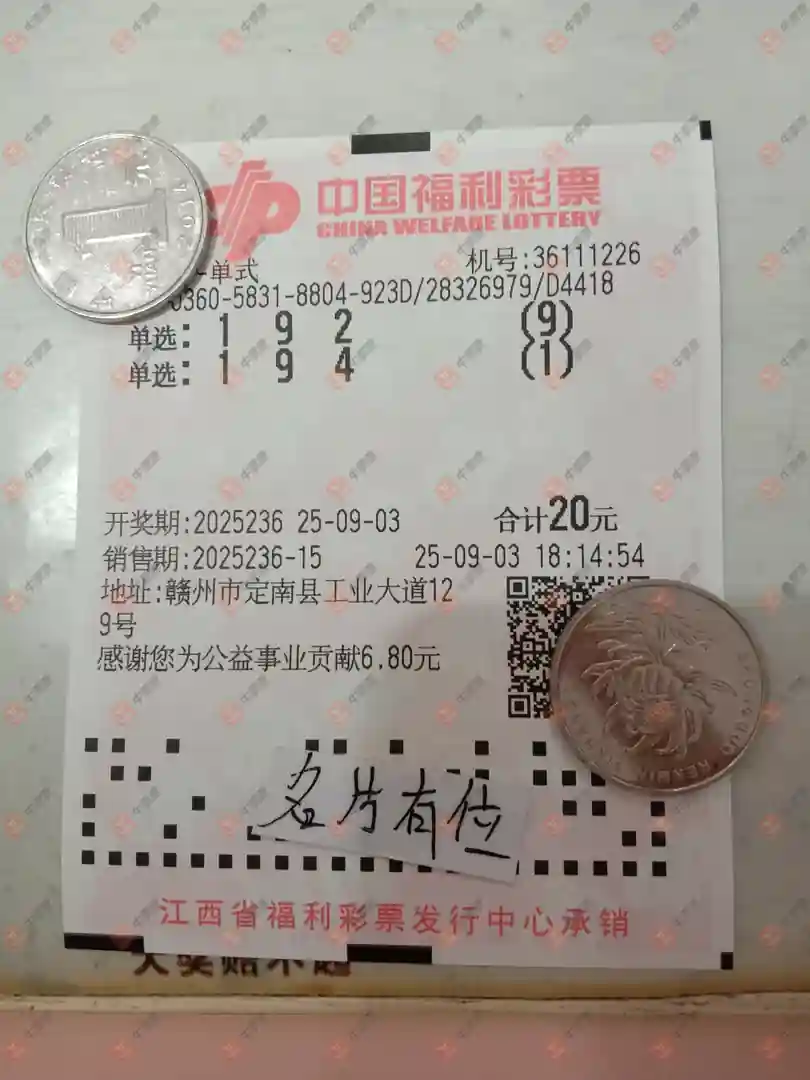 中国福利彩票
CHINA WELFARE LOTTERY
-单式 机号:36111226
0360-5831-8804-923D/28326979/D4418
单选: 1 9 2 (9)
单选: 1 9 4 (1)
开奖期:2025236 25-09-03 合计20元
销售期:2025236-15 25-09-03 18:14:54
地址:赣州市定南县工业大道12
9号
感谢您为公益事业贡献6.80元
名片有位
江西省福利彩票发行中心承销